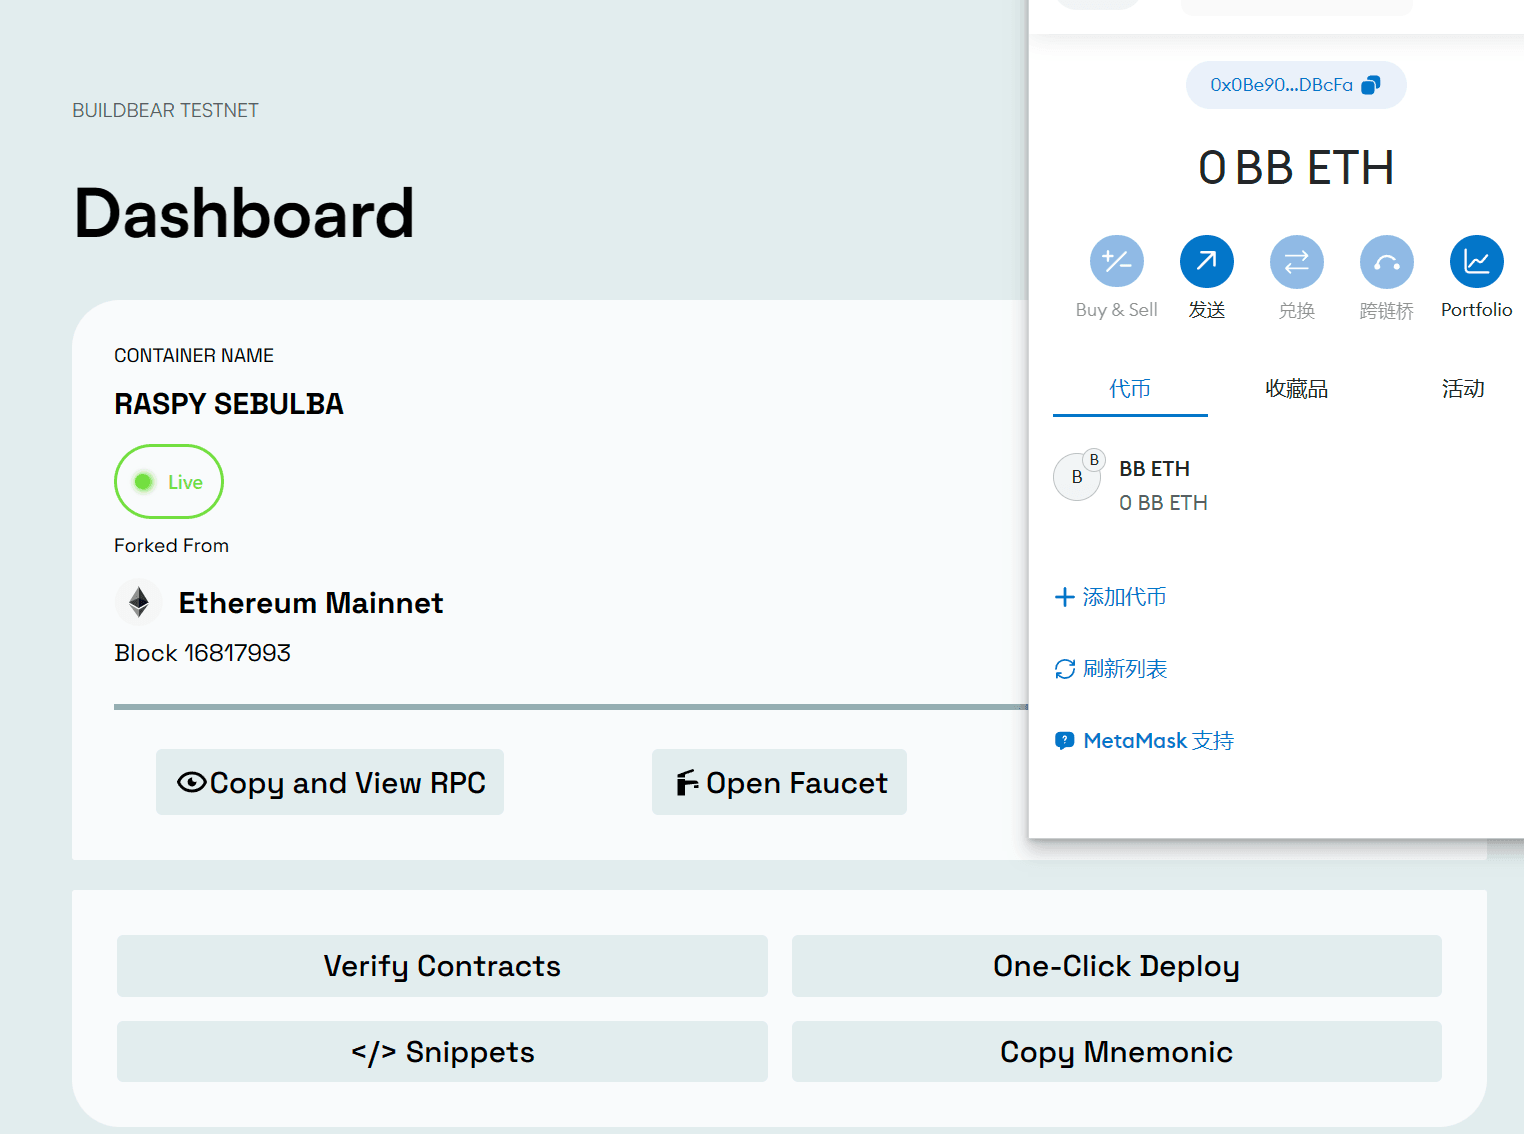 BUILDBEAR TESTNET
Dashboard
CONTAINER NAME
RASPY SEBULBA
Live
Forked From
Ethereum Mainnet
Block 16817993
Copy and View RPC
Open Faucet
Verify Contracts
One-Click Deploy
</> Snippets
Copy Mnemonic
0x0Be90...DBcFa
0 BB ETH
Buy & Sell
发送
兑换
跨链桥
Portfolio
代币
收藏品
活动
B
B
BB ETH
0 BB ETH
添加代币
刷新列表
MetaMask 支持